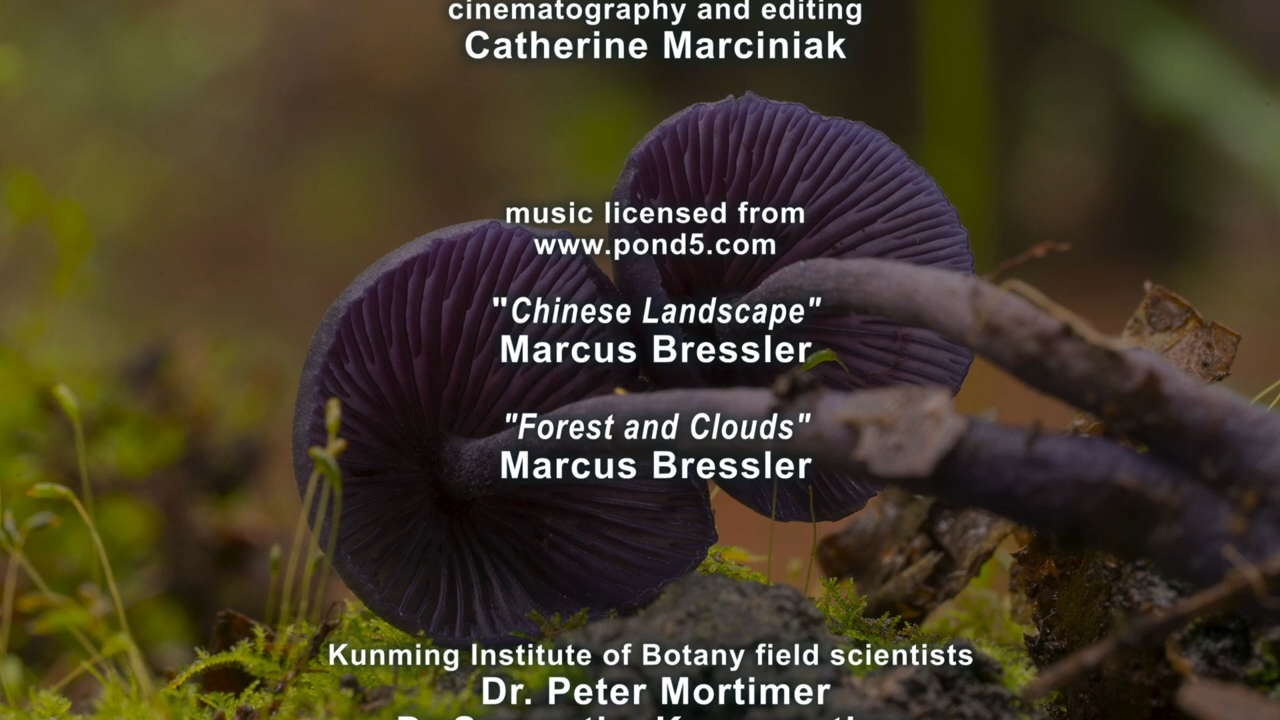 cinematography and editing
Catherine Marciniak
music licensed from
www.pond5.com
"Chinese Landscape"
Marcus Bressler
"Forest and Clouds"
Marcus Bressler
Kunming Institute of Botany field scientists
Dr. Peter Mortimer